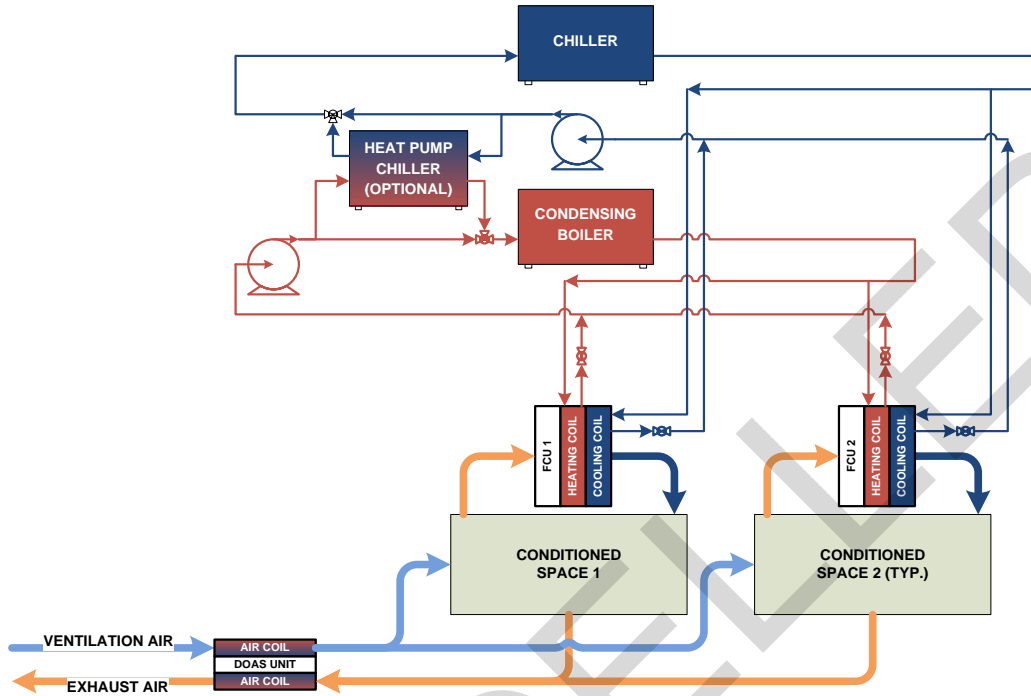 CHILLER
HEAT PUMP
CHILLER
(OPTIONAL)
CONDENSING
BOILER
FCU 1
HEATING COIL
COOLING COIL
FCU 2
HEATING COIL
COOLING COIL
CONDITIONED
SPACE 1
CONDITIONED
SPACE 2 (TYP.)
VENTILATION AIR
AIR COIL
DOAS UNIT
AIR COIL
EXHAUST AIR